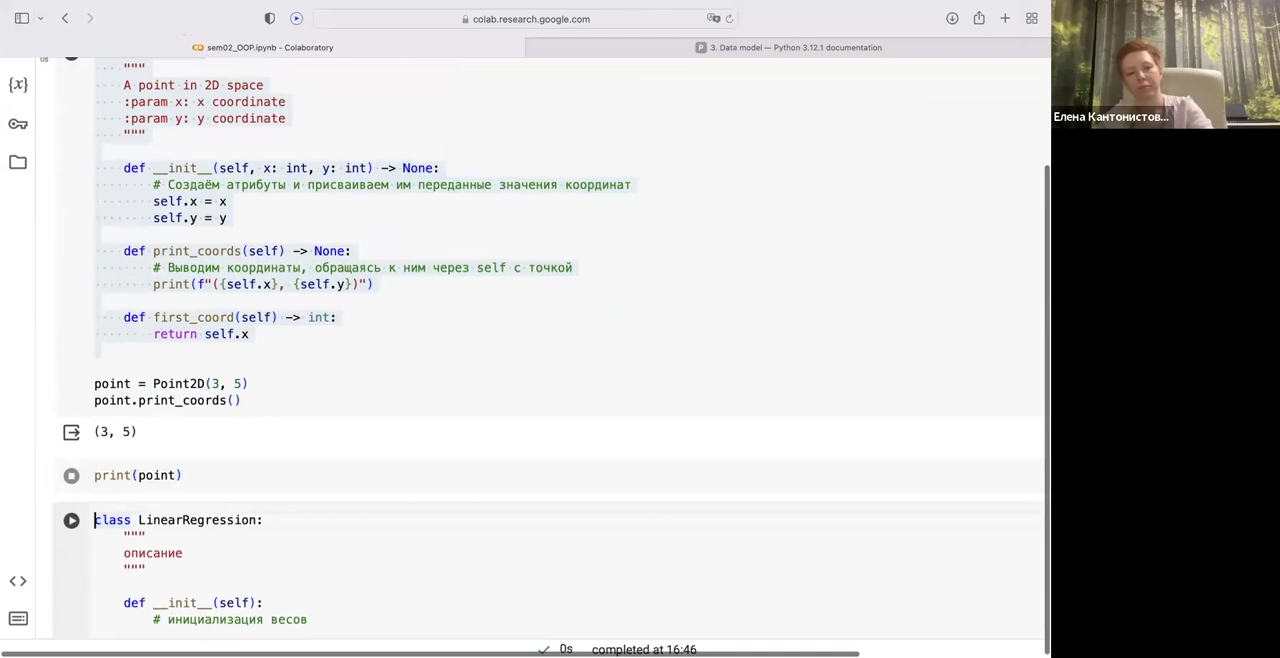 colab.research.google.com
sem02_OOP.ipynb - Colaboratory
3. Data model — Python 3.12.1 documentation
0s
{x}
"""
A point in 2D space
:param x: x coordinate
:param y: y coordinate
"""
def __init__(self, x: int, y: int) -> None:
# Создаём атрибуты и присваиваем им переданные значения координат
self.x = x
self.y = y
def print_coords(self) -> None:
# Выводим координаты, обращаясь к ним через self с точкой
print(f"({self.x}, {self.y})")
def first_coord(self) -> int:
return self.x
point = Point2D(3, 5)
point.print_coords()
(3, 5)
print(point)
class LinearRegression:
"""
описание
"""
def __init__(self):
# инициализация весов
0s completed at 16:46
Елена Кантонистов...